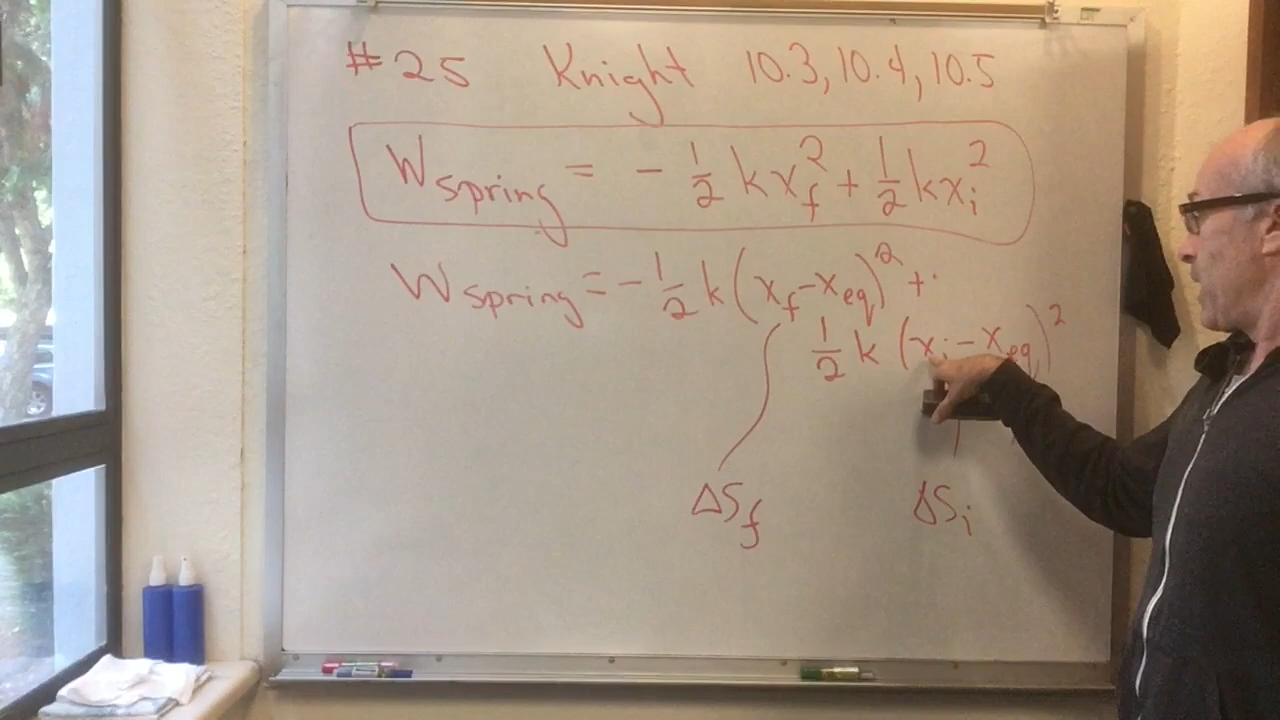 #25 Knight 10.3, 10.4, 10.5
W spring = - 1/2 k x_f^2 + 1/2 k x_i^2
W spring = - 1/2 k (x_f - x_eq)^2 +
1/2 k (x_i - x_eq)^2
ΔS_f ΔS_i